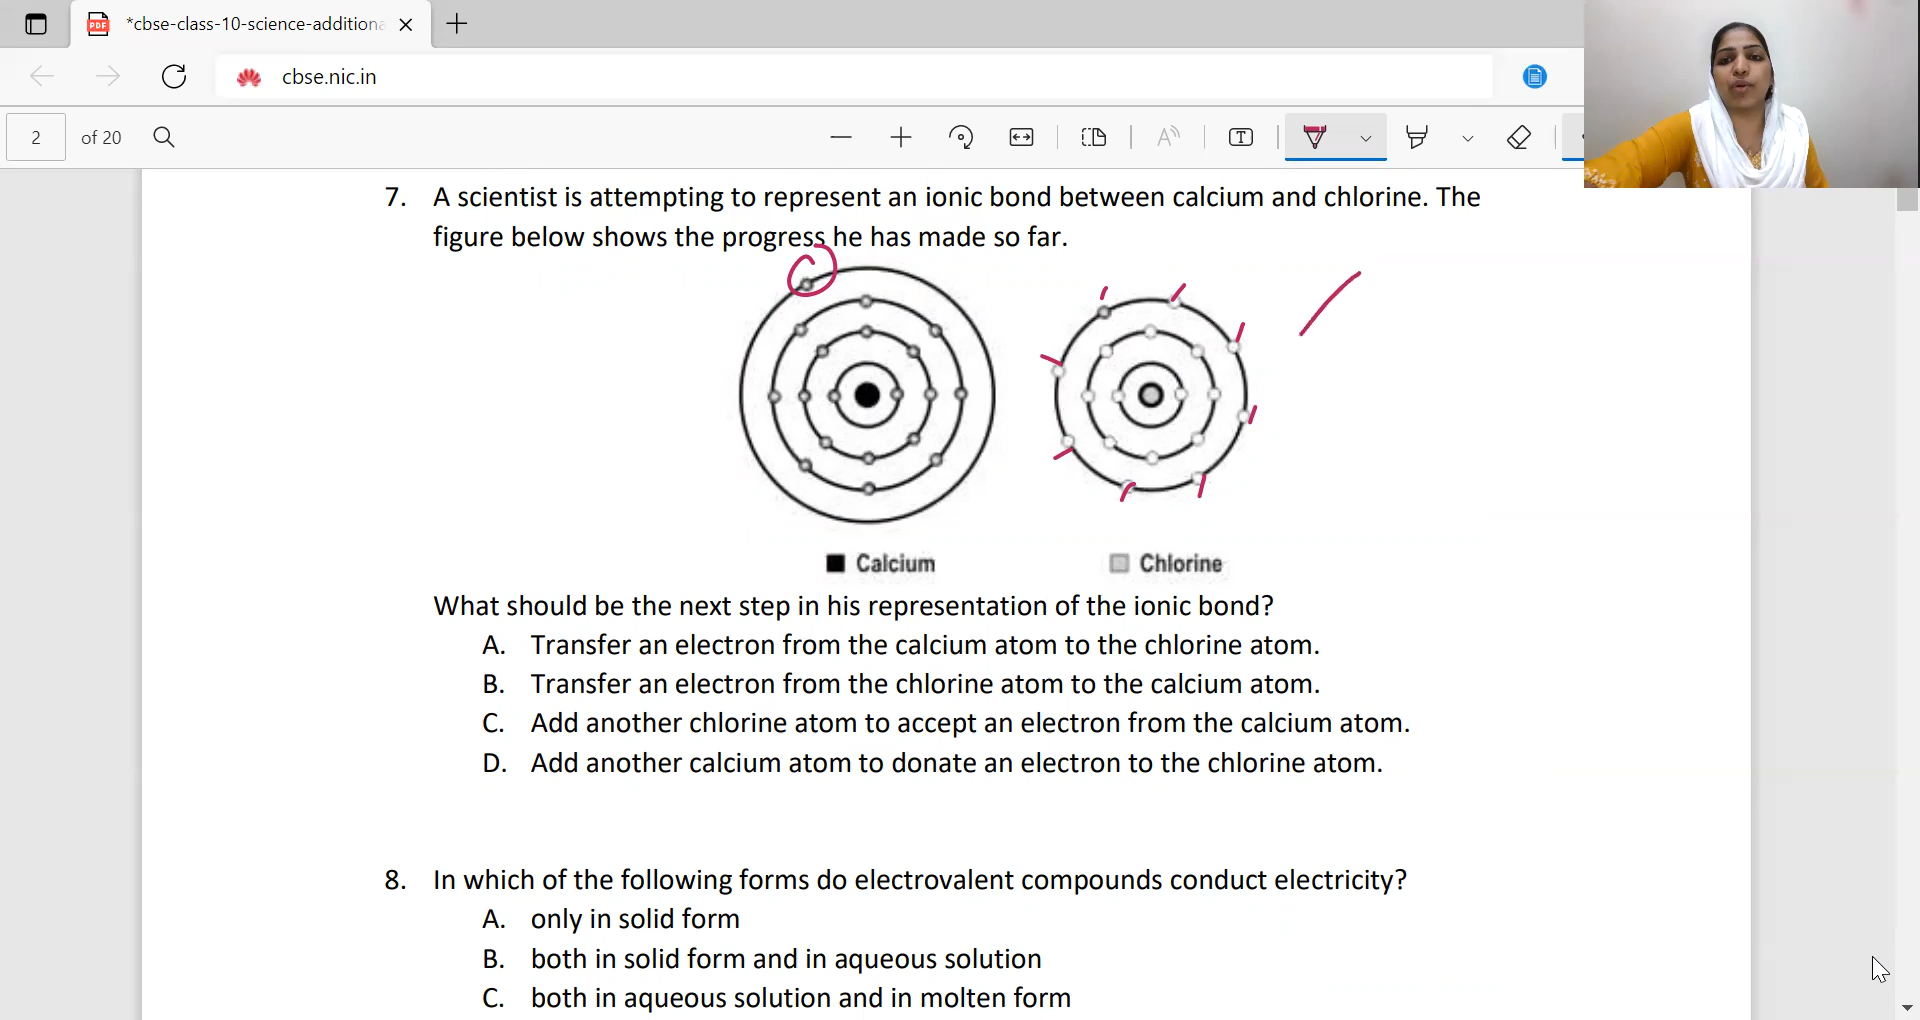 *cbse-class-10-science-additiona
cbse.nic.in
2 of 20
7. A scientist is attempting to represent an ionic bond between calcium and chlorine. The
figure below shows the progress he has made so far.
Calcium
Chlorine
What should be the next step in his representation of the ionic bond?
A. Transfer an electron from the calcium atom to the chlorine atom.
B. Transfer an electron from the chlorine atom to the calcium atom.
C. Add another chlorine atom to accept an electron from the calcium atom.
D. Add another calcium atom to donate an electron to the chlorine atom.
8. In which of the following forms do electrovalent compounds conduct electricity?
A. only in solid form
B. both in solid form and in aqueous solution
C. both in aqueous solution and in molten form